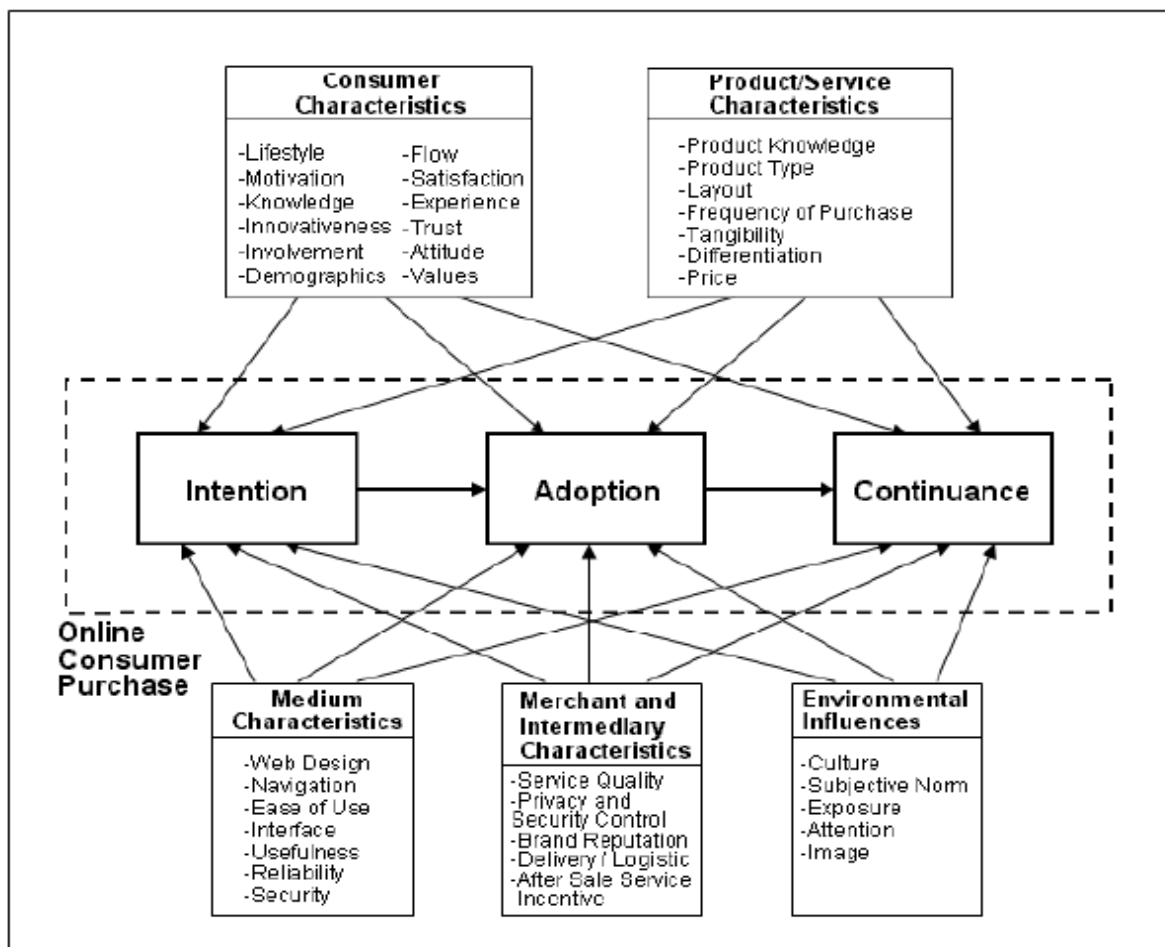 Consumer
Characteristics
-Lifestyle
-Motivation
-Knowledge
-Innovativeness
-Involvement
-Demographics
-Flow
-Satisfaction
-Experience
-Trust
-Attitude
-Values
Product/Service
Characteristics
-Product Knowledge
-Product Type
-Layout
-Frequency of Purchase
-Tangibility
-Differentiation
-Price
Intention
Adoption
Continuance
Online
Consumer
Purchase
Medium
Characteristics
-Web Design
-Navigation
-Ease of Use
-Interface
-Usefulness
-Reliability
-Security
Merchant and
Intermediary
Characteristics
-Service Quality
-Privacy and
Security Control
-Brand Reputation
-Delivery / Logistic
-After Sale Service
Incentive
Environmental
Influences
-Culture
-Subjective Norm
-Exposure
-Attention
-Image